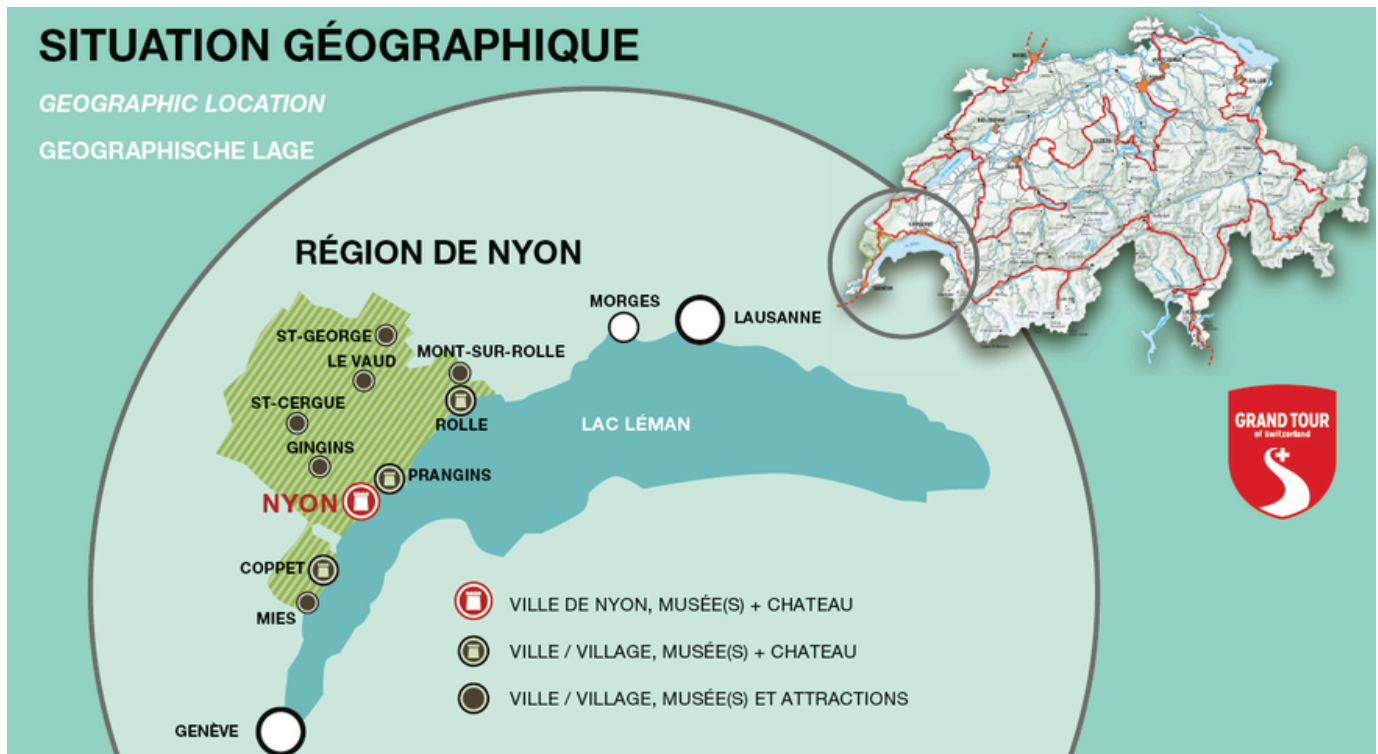 SITUATION GÉOGRAPHIQUE
GEOGRAPHIC LOCATION
GEOGRAPHISCHE LAGE
RÉGION DE NYON
MORGES
LAUSANNE
ST-GEORGE
LE VAUD
MONT-SUR-ROLLE
ST-CERGUE
ROLLE
LAC LÉMAN
GINGINS
PRANGINS
NYON
COPPET
MIES
GENÈVE
VILLE DE NYON, MUSÉE(S) + CHATEAU
VILLE / VILLAGE, MUSÉE(S) + CHATEAU
VILLE / VILLAGE, MUSÉE(S) ET ATTRACTIONS
GRAND TOUR
of Switzerland